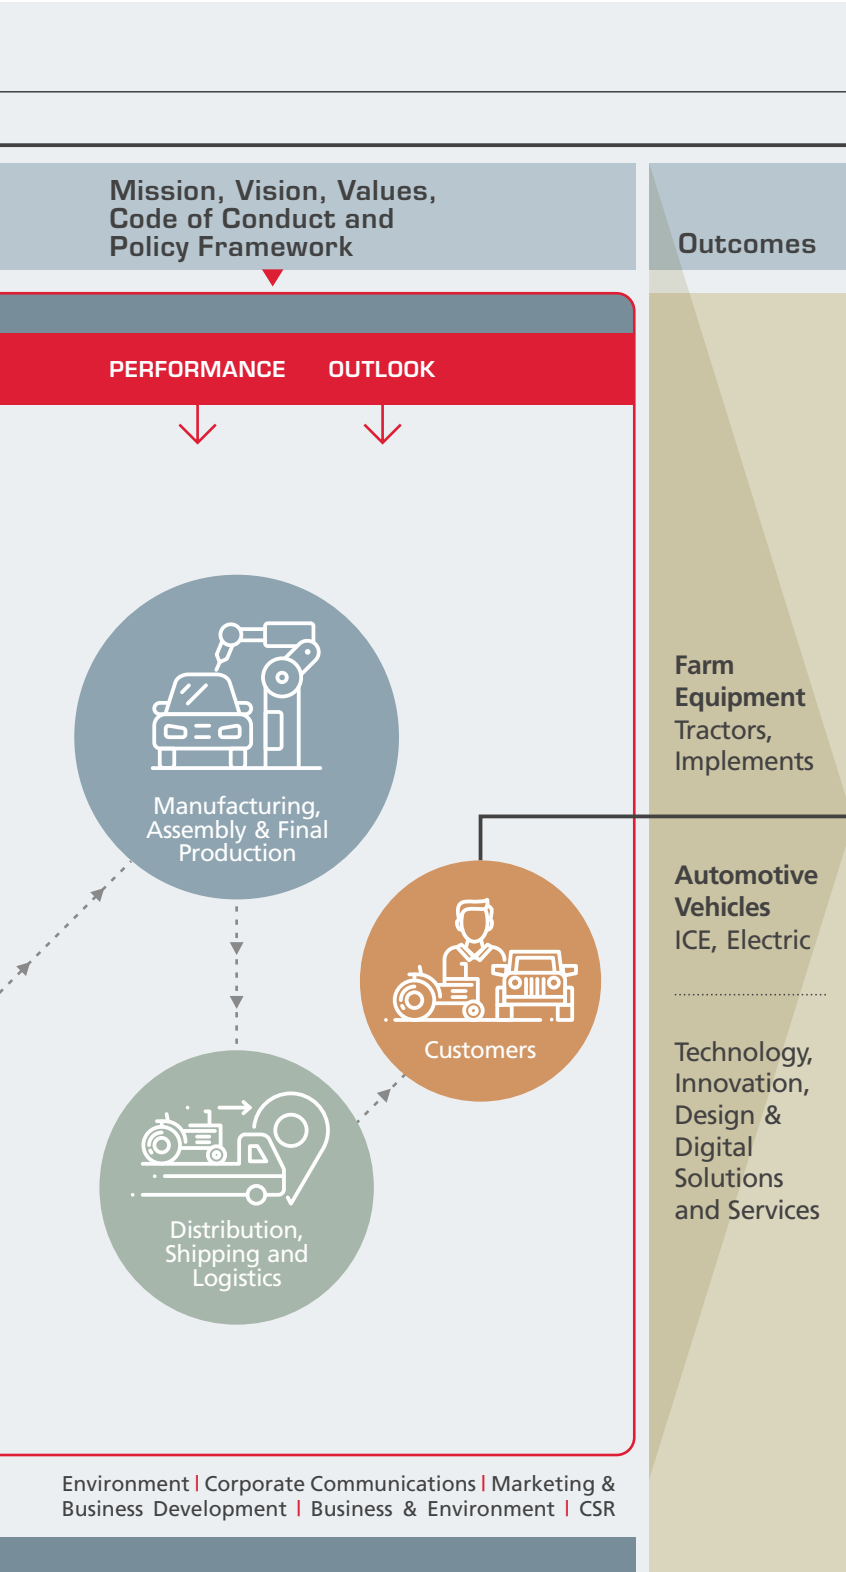 Mission, Vision, Values,
Code of Conduct and
Policy Framework
Outcomes
PERFORMANCE OUTLOOK
Manufacturing,
Assembly & Final
Production
Customers
Distribution,
Shipping and
Logistics
Farm
Equipment
Tractors,
Implements
Automotive
Vehicles
ICE, Electric
Technology,
Innovation,
Design &
Digital
Solutions
and Services
Environment | Corporate Communications | Marketing &
Business Development | Business & Environment | CSR